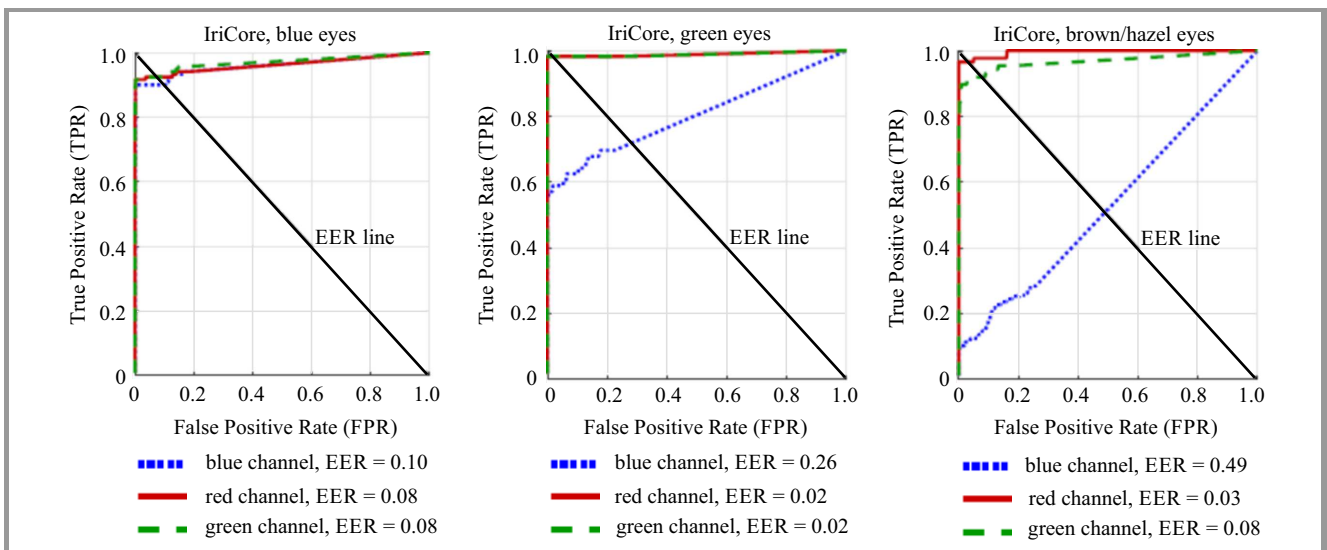 IriCore, blue eyes
True Positive Rate (TPR)
1.0
0.8
0.6
0.4
0.2
0
EER line
0 0.2 0.4 0.6 0.8 1.0
False Positive Rate (FPR)
blue channel, EER = 0.10
red channel, EER = 0.08
green channel, EER = 0.08
IriCore, green eyes
True Positive Rate (TPR)
1.0
0.8
0.6
0.4
0.2
0
EER line
0 0.2 0.4 0.6 0.8 1.0
False Positive Rate (FPR)
blue channel, EER = 0.26
red channel, EER = 0.02
green channel, EER = 0.02
IriCore, brown/hazel eyes
True Positive Rate (TPR)
1.0
0.8
0.6
0.4
0.2
0
EER line
0 0.2 0.4 0.6 0.8 1.0
False Positive Rate (FPR)
blue channel, EER = 0.49
red channel, EER = 0.03
green channel, EER = 0.08